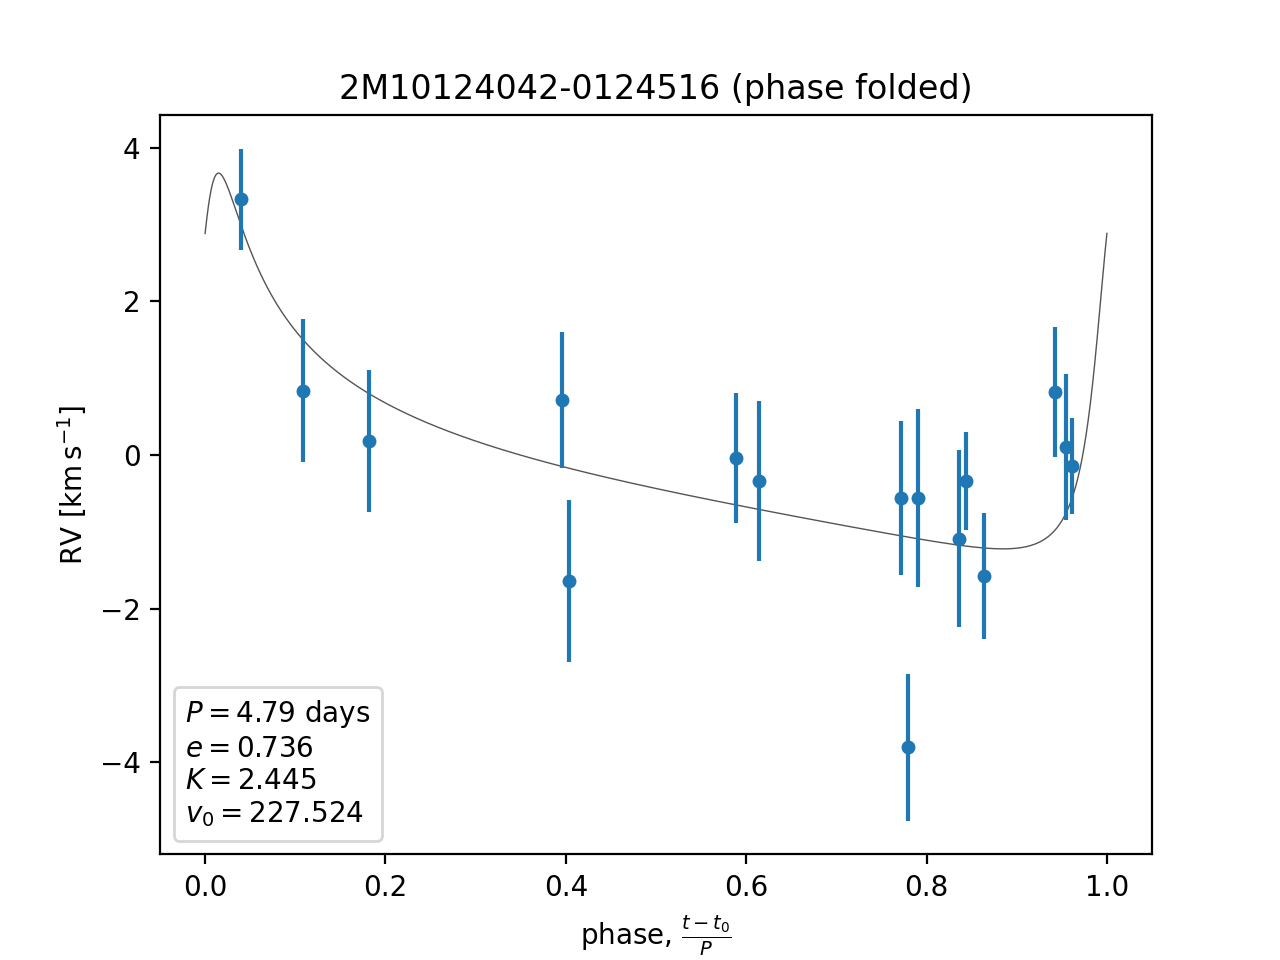 2M10124042-0124516 (phase folded)
4
2
0
−2
−4
RV [km s⁻¹]
P = 4.79 days
e = 0.736
K = 2.445
v₀ = 227.524
0.0 0.2 0.4 0.6 0.8 1.0
phase, (t − t₀)/P